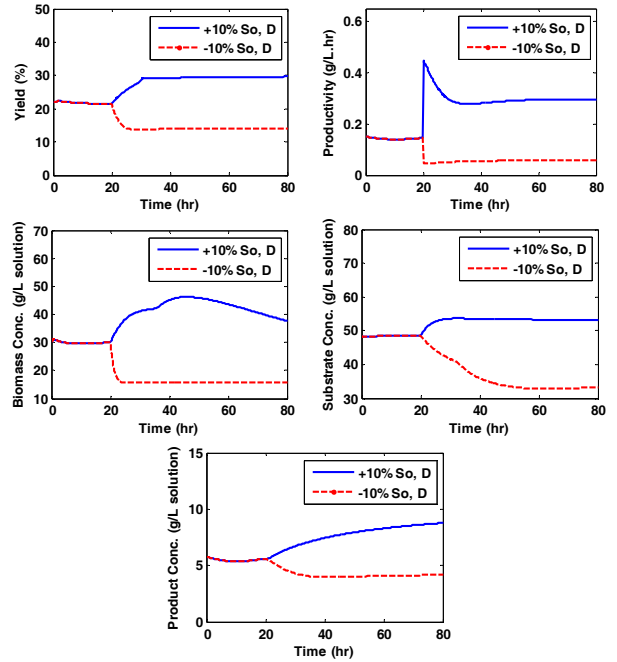 50
40
30
20
10
0
0
20
40
60
80
Yield (%)
Time (hr)
+10% So, D
-10% So, D
0.6
0.4
0.2
0
0
20
40
60
80
Productivity (g/L.hr)
Time (hr)
+10% So, D
-10% So, D
70
60
50
40
30
20
10
0
20
40
60
80
Biomass Conc. (g/L solution)
Time (hr)
+10% So, D
-10% So, D
80
70
60
50
40
30
0
20
40
60
80
Substrate Conc. (g/L solution)
Time (hr)
+10% So, D
-10% So, D
15
10
5
0
0
20
40
60
80
Product Conc. (g/L solution)
Time (hr)
+10% So, D
-10% So, D